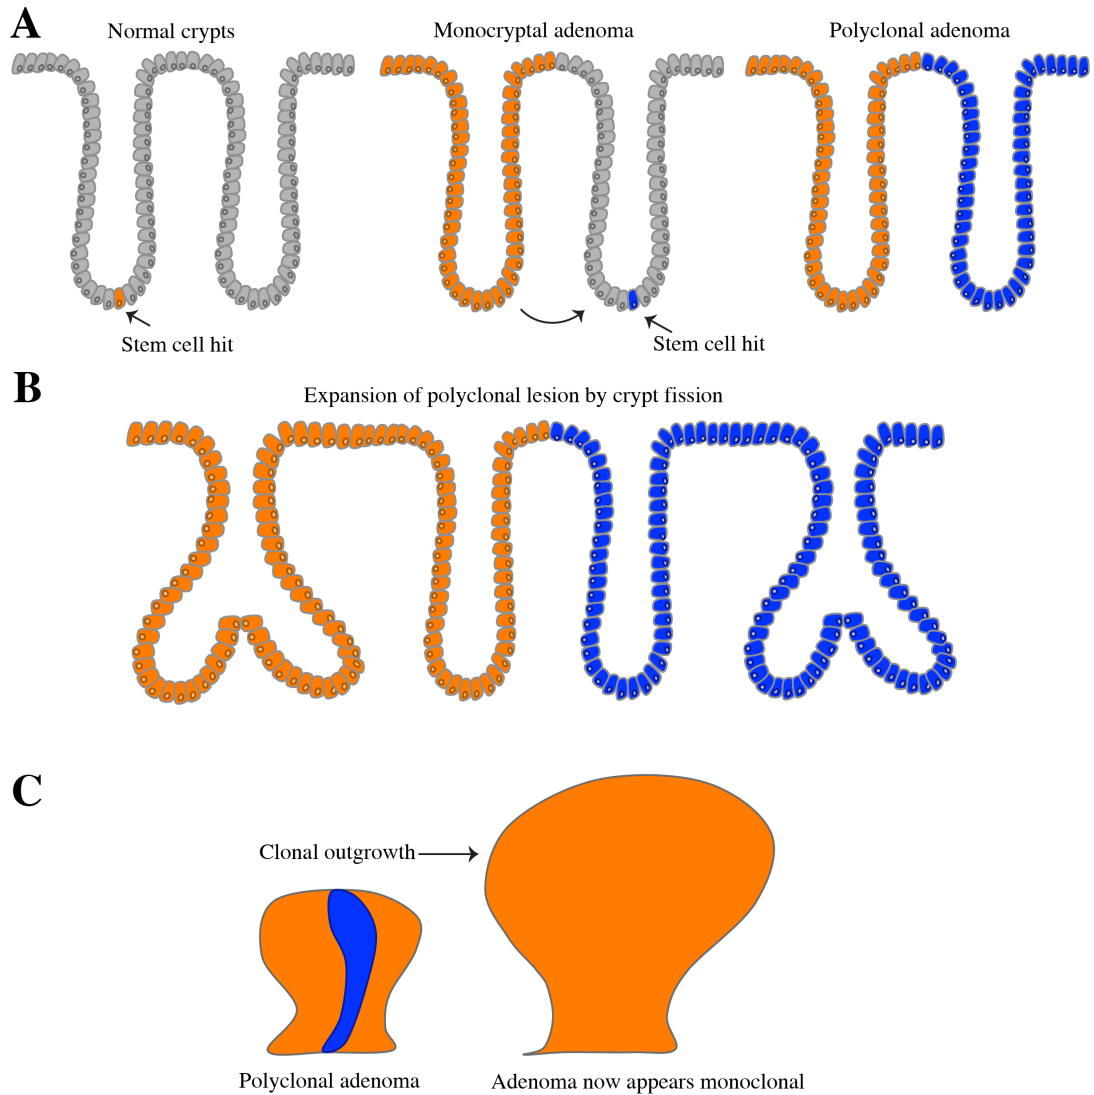 A
Normal crypts
Monocryptal adenoma
Polyclonal adenoma
Stem cell hit
Stem cell hit
B
Expansion of polyclonal lesion by crypt fission
C
Clonal outgrowth
Polyclonal adenoma
Adenoma now appears monoclonal